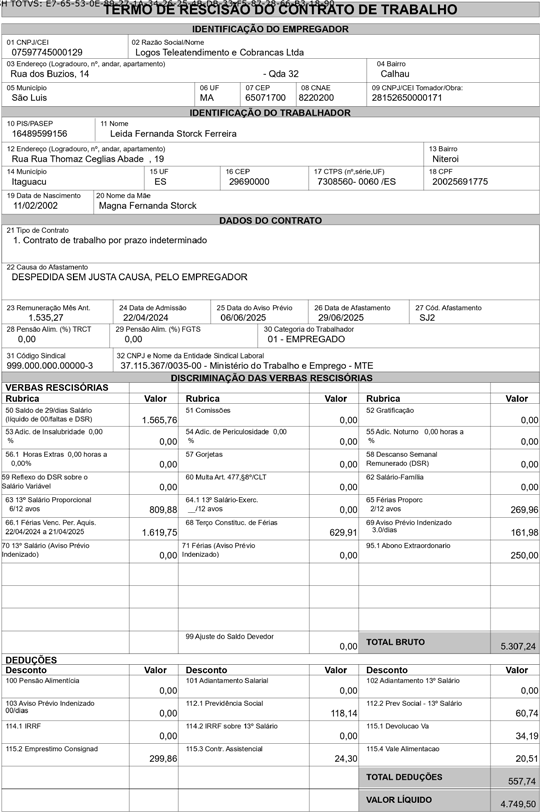 TERMO DE RESCISÃO DO CONTRATO DE TRABALHO
IDENTIFICAÇÃO DO EMPREGADOR
01 CNPJ/CEI 02 Razão Social/Nome
07597745000129 Logos Teleatendimento e Cobrancas Ltda
03 Endereço (Logradouro, nº, andar, apartamento) 04 Bairro
Rua dos Buzios, 14 - Qda 32 Calhau
05 Município 06 UF 07 CEP 08 CNAE 09 CNPJ/CEI Tomador/Obra:
São Luis MA 65071700 8220200 28152650000171
IDENTIFICAÇÃO DO TRABALHADOR
10 PIS/PASEP 11 Nome
16489599156 Leida Fernanda Storck Ferreira
12 Endereço (Logradouro, nº, andar, apartamento) 13 Bairro
Rua Rua Thomaz Ceglias Abade , 19 Niteroi
14 Município 15 UF 16 CEP 17 CTPS (nº,série,UF) 18 CPF
Itaguacu ES 29690000 7308560- 0060 /ES 20025691775
19 Data de Nascimento 20 Nome da Mãe
11/02/2002 Magna Fernanda Storck
DADOS DO CONTRATO
21 Tipo de Contrato
1. Contrato de trabalho por prazo indeterminado
22 Causa do Afastamento
DESPEDIDA SEM JUSTA CAUSA, PELO EMPREGADOR
23 Remuneração Mês Ant. 24 Data de Admissão 25 Data do Aviso Prévio 26 Data de Afastamento 27 Cód. Afastamento
1.535,27 22/04/2024 06/06/2025 29/06/2025 SJ2
28 Pensão Alim. (%) TRCT 29 Pensão Alim. (%) FGTS 30 Categoria do Trabalhador
0,00 0,00 01 - EMPREGADO
31 Código Sindical 32 CNPJ e Nome da Entidade Sindical Laboral
999.000.00.00000-3 37.115.367/0035-00 - Ministério do Trabalho e Emprego - MTE
DISCRIMINAÇÃO DAS VERBAS RESCISÓRIAS
VERBAS RESCISÓRIAS
Rubrica Valor Rubrica Valor Rubrica Valor
50 Saldo de 29/dias Salário 51 Comissões 52 Gratificação
(líquido de 00/faltas e DSR) 1.565,76 0,00 0,00
53 Adic. de Insalubridade 0,00 54 Adic. de Periculosidade 0,00 55 Adic. Noturno 0,00 horas a
% 0,00 % 0,00 % 0,00
56.1 Horas Extras 0,00 horas a 57 Gorjetas 58 Descanso Semanal
0,00% 0,00 0,00 Remunerado (DSR) 0,00
59 Reflexo do DSR sobre o 60 Multa Art. 477,§8º/CLT 62 Salário-Família
Salário Variável 0,00 0,00 0,00
63 13º Salário Proporcional 64.1 13º Salário-Exerc. 65 Férias Proporc
6/12 avos 809,88 __/12 avos 0,00 2/12 avos 269,96
66.1 Férias Venc. Per. Aquis. 68 Terço Constituc. de Férias 69 Aviso Prévio Indenizado
22/04/2024 a 21/04/2025 1.619,75 629,91 3.0/dias 161,98
70 13º Salário (Aviso Prévio 71 Férias (Aviso Prévio 95.1 Abono Extraordinario
Indenizado) 0,00 Indenizado) 0,00 250,00
99 Ajuste do Saldo Devedor 0,00 TOTAL BRUTO 5.307,24
DEDUÇÕES
Desconto Valor Desconto Valor Desconto Valor
100 Pensão Alimentícia 101 Adiantamento Salarial 102 Adiantamento 13º Salário
0,00 0,00 0,00
103 Aviso Prévio Indenizado 112.1 Previdência Social 112.2 Prev Social - 13º Salário
00/dias 0,00 118,14 60,74
114.1 IRRF 114.2 IRRF sobre 13º Salário 115.1 Devolucao Va
0,00 0,00 34,19
115.2 Emprestimo Consignad 115.3 Contr. Assistencial 115.4 Vale Alimentacao
299,86 24,30 20,51
TOTAL DEDUÇÕES 557,74
VALOR LÍQUIDO 4.749,50